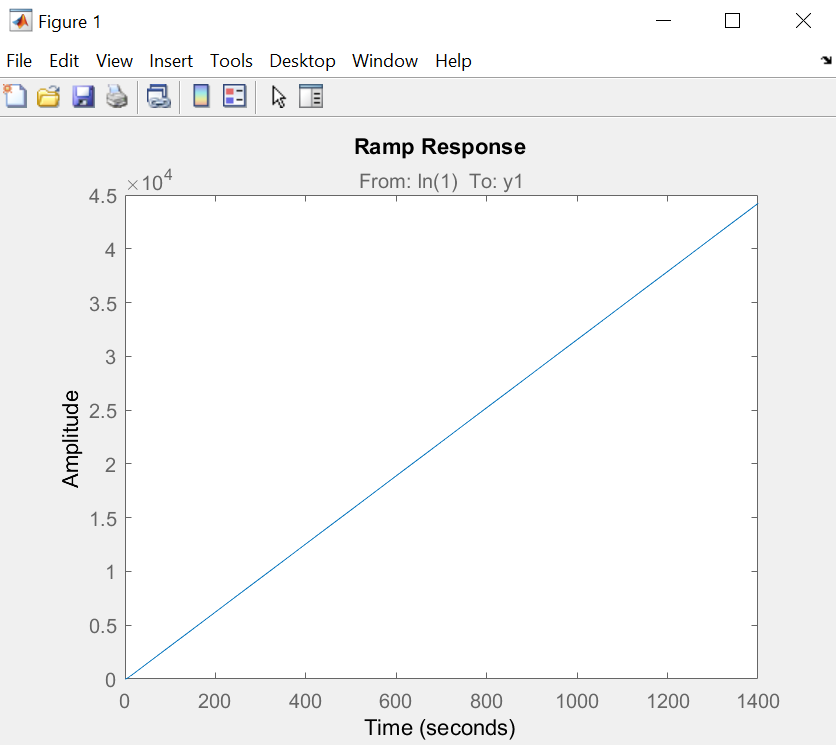 Figure 1
File Edit View Insert Tools Desktop Window Help
Ramp Response
From: In(1) To: y1
×10⁴
4.5
4
3.5
3
2.5
2
1.5
1
0.5
0
Amplitude
0 200 400 600 800 1000 1200 1400
Time (seconds)